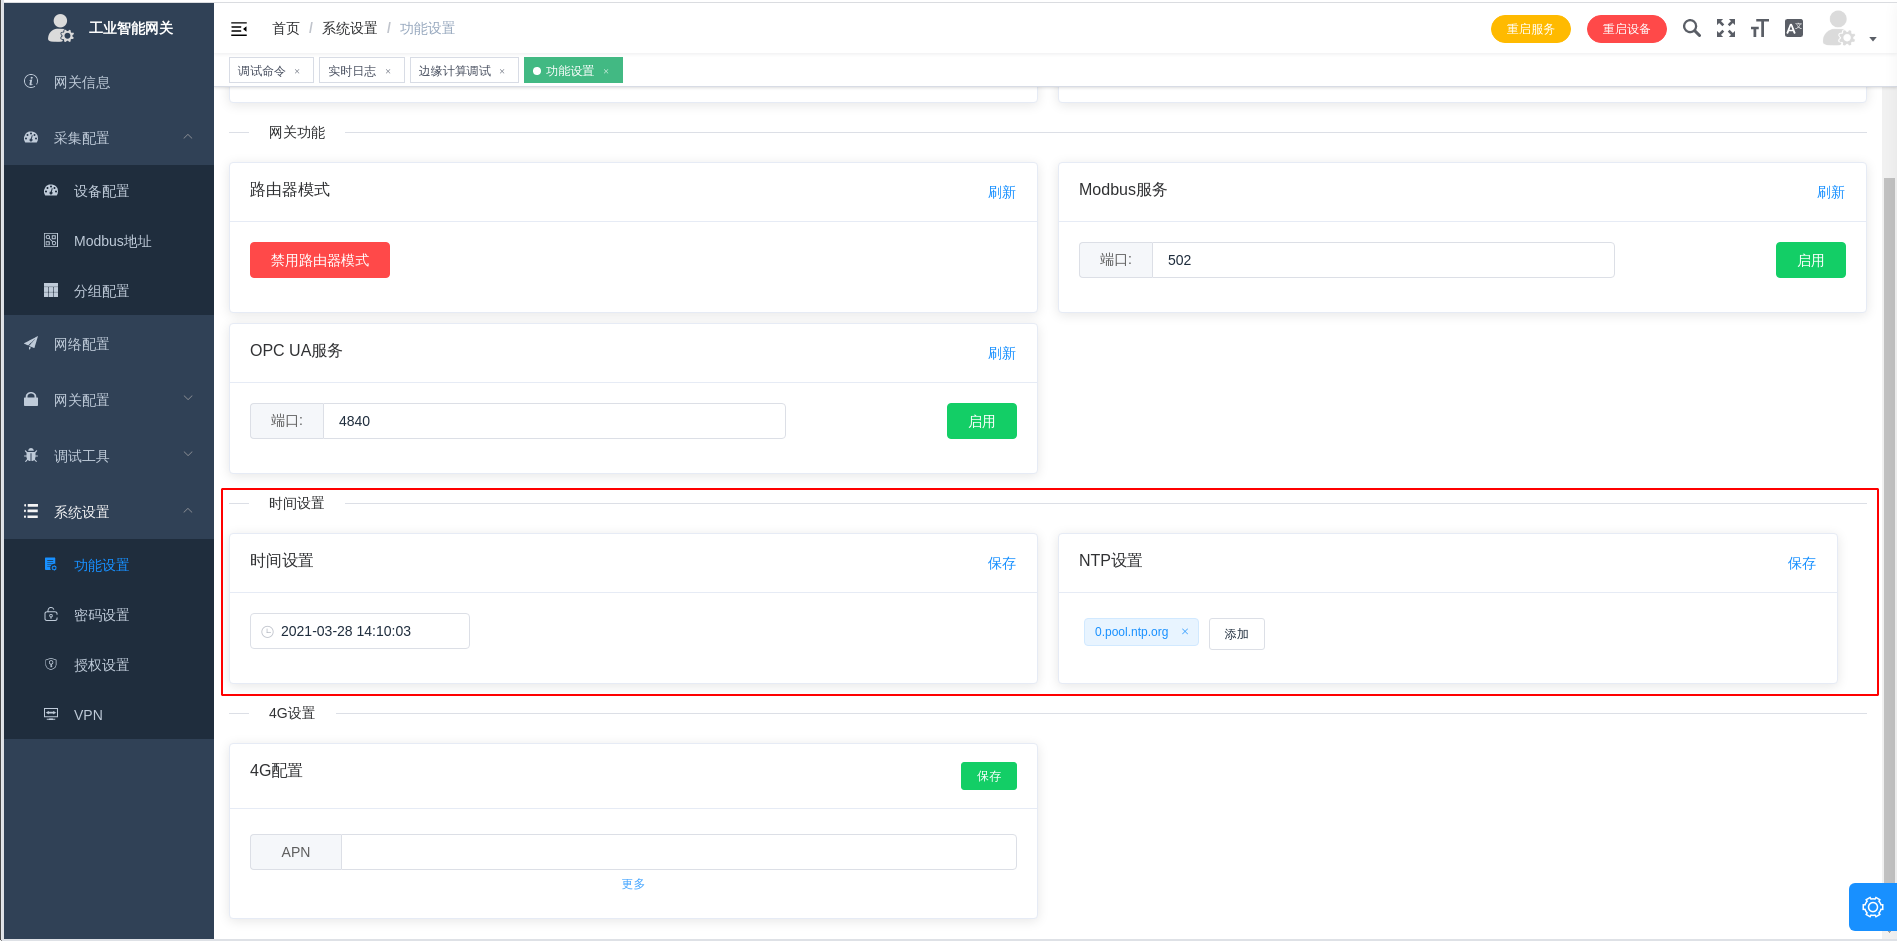 工业智能网关
首页 / 系统设置 / 功能设置
重启服务
重启设备
调试命令 ×
实时日志 ×
边缘计算调试 ×
功能设置 ×
网关信息
采集配置
设备配置
Modbus地址
分组配置
网络配置
网关配置
调试工具
系统设置
功能设置
密码设置
授权设置
VPN
网关功能
路由器模式
刷新
禁用路由器模式
Modbus服务
刷新
端口:
502
启用
OPC UA服务
刷新
端口:
4840
启用
时间设置
时间设置
保存
2021-03-28 14:10:03
NTP设置
保存
0.pool.ntp.org ×
添加
4G设置
4G配置
保存
APN
更多